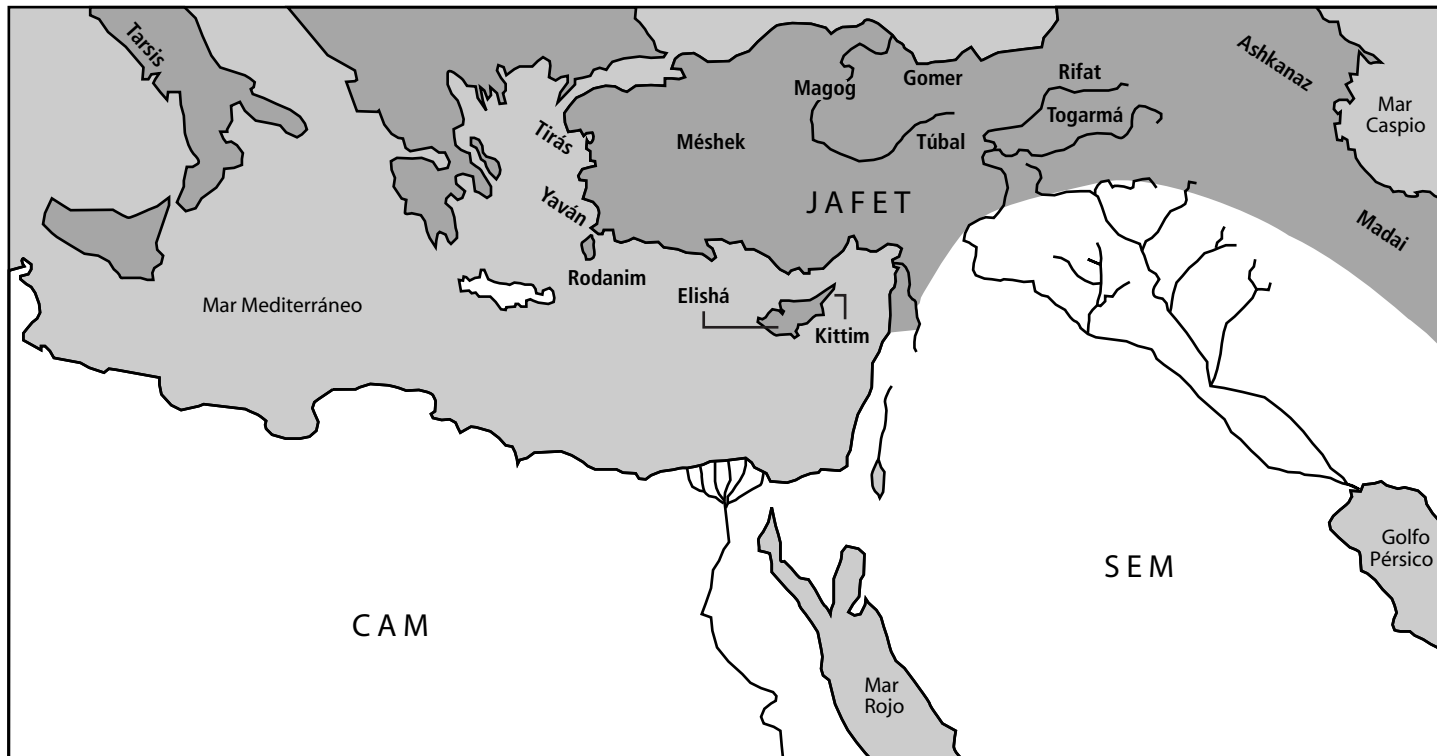 Tarsis
Ashkanaz
Gomer
Rifat
Magog
Mar
Caspio
Togarmá
Tirás
Méshek
Túbal
JAFET
Yaván
Madai
Rodanim
Elishá
Mar Mediterráneo
Kittim
Golfo
Pérsico
SEM
CAM
Mar
Rojo